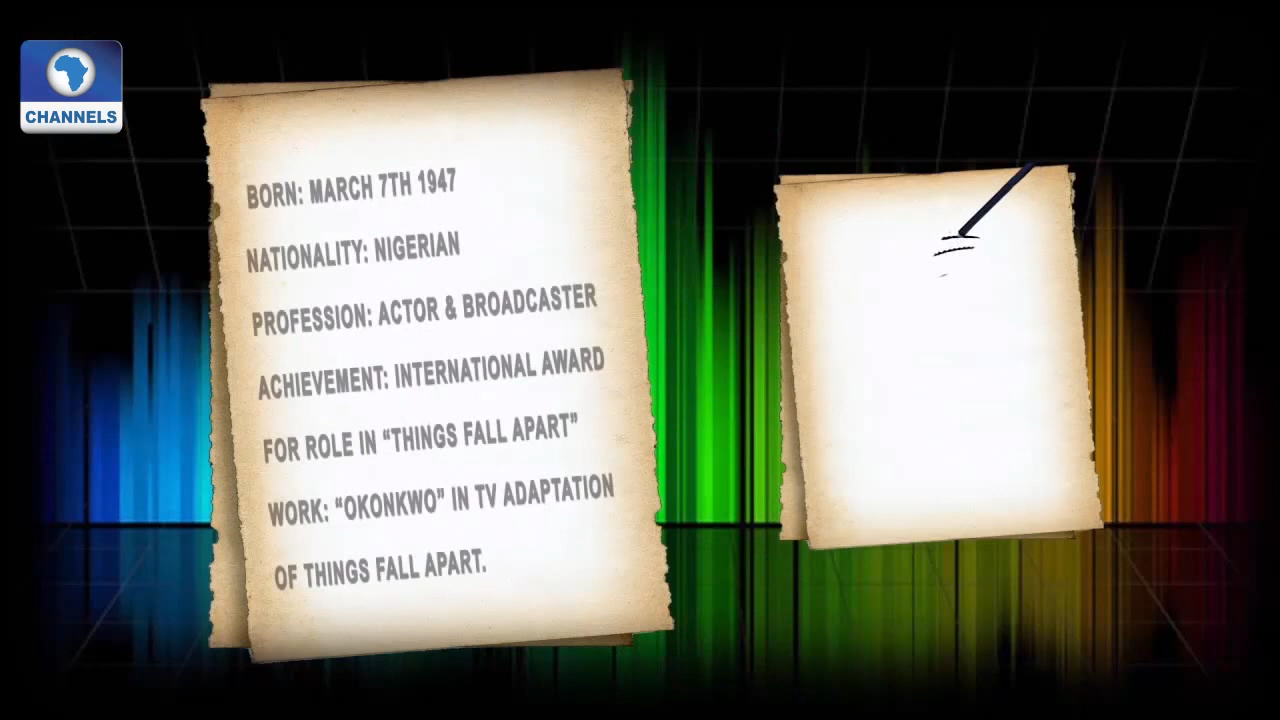 CHANNELS
BORN: MARCH 7TH 1947
NATIONALITY: NIGERIAN
PROFESSION: ACTOR & BROADCASTER
ACHIEVEMENT: INTERNATIONAL AWARD
FOR ROLE IN “THINGS FALL APART”
WORK: “OKONKWO” IN TV ADAPTATION
OF THINGS FALL APART.